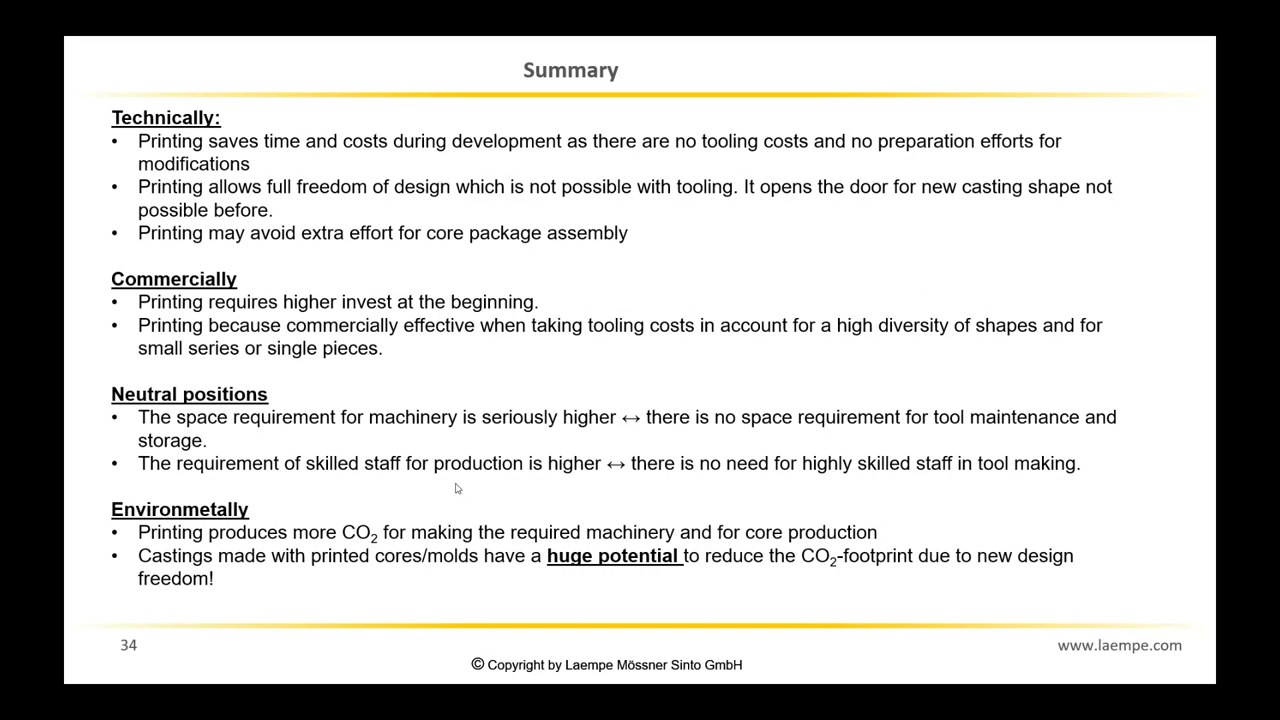 Summary
Technically:
• Printing saves time and costs during development as there are no tooling costs and no preparation efforts for
modifications
• Printing allows full freedom of design which is not possible with tooling. It opens the door for new casting shape not
possible before.
• Printing may avoid extra effort for core package assembly
Commercially
• Printing requires higher invest at the beginning.
• Printing because commercially effective when taking tooling costs in account for a high diversity of shapes and for
small series or single pieces.
Neutral positions
• The space requirement for machinery is seriously higher ↔ there is no space requirement for tool maintenance and
storage.
• The requirement of skilled staff for production is higher ↔ there is no need for highly skilled staff in tool making.
Environmetally
• Printing produces more CO₂ for making the required machinery and for core production
• Castings made with printed cores/molds have a huge potential to reduce the CO₂-footprint due to new design
freedom!
34
www.laempe.com
© Copyright by Laempe Mössner Sinto GmbH